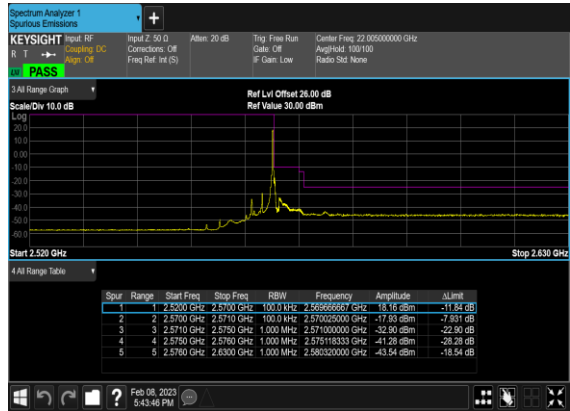 Spectrum Analyzer 1
Spurious Emissions
+
KEYSIGHT Input: RF Input Z: 50 Ω Atten: 20 dB Trig: Free Run Center Freq: 22.005000000 GHz
R T Coupling: DC Corrections: Off Gate: Off Avg|Hold: 100/100
Align: Off Freq Ref: Int (S) IF Gain: Low Radio Std: None
PASS
3 All Range Graph
Ref Lvl Offset 26.00 dB
Scale/Div 10.0 dB Ref Value 30.00 dBm
Log
20.0
10.0
0.00
-10.0
-20.0
-30.0
-40.0
-50.0
-60.0
Start 2.520 GHz Stop 2.630 GHz
4 All Range Table
Spur Range Start Freq Stop Freq RBW Frequency Amplitude ΔLimit
1 1 2.5200 GHz 2.5700 GHz 100.0 kHz 2.569666667 GHz 18.16 dBm -11.84 dB
2 2 2.5700 GHz 2.5710 GHz 100.0 kHz 2.570025000 GHz -17.93 dBm -7.931 dB
3 3 2.5710 GHz 2.5750 GHz 1.000 MHz 2.571000000 GHz -32.90 dBm -22.90 dB
4 4 2.5750 GHz 2.5760 GHz 1.000 MHz 2.575118333 GHz -41.28 dBm -28.28 dB
5 5 2.5760 GHz 2.6300 GHz 1.000 MHz 2.580320000 GHz -43.54 dBm -18.54 dB
?
Feb 08, 2023
5:43:46 PM